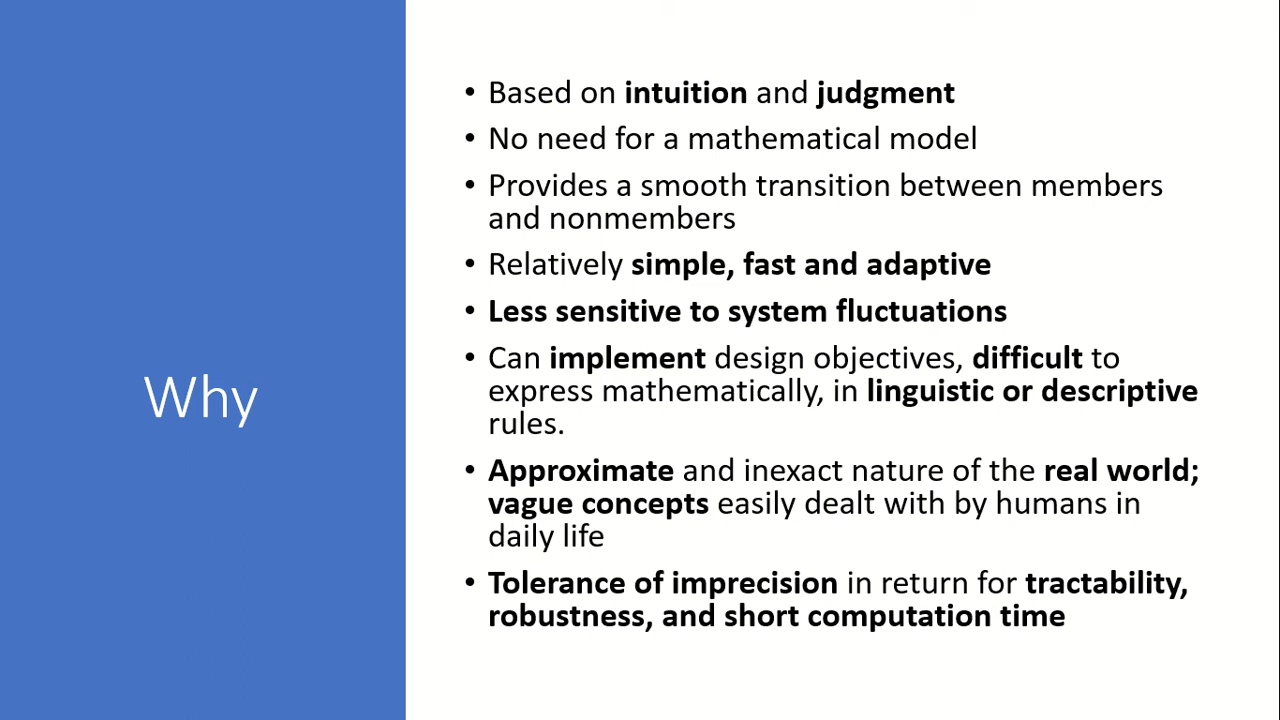 Why
• Based on intuition and judgment
• No need for a mathematical model
• Provides a smooth transition between members
and nonmembers
• Relatively simple, fast and adaptive
• Less sensitive to system fluctuations
• Can implement design objectives, difficult to
express mathematically, in linguistic or descriptive
rules.
• Approximate and inexact nature of the real world;
vague concepts easily dealt with by humans in
daily life
• Tolerance of imprecision in return for tractability,
robustness, and short computation time